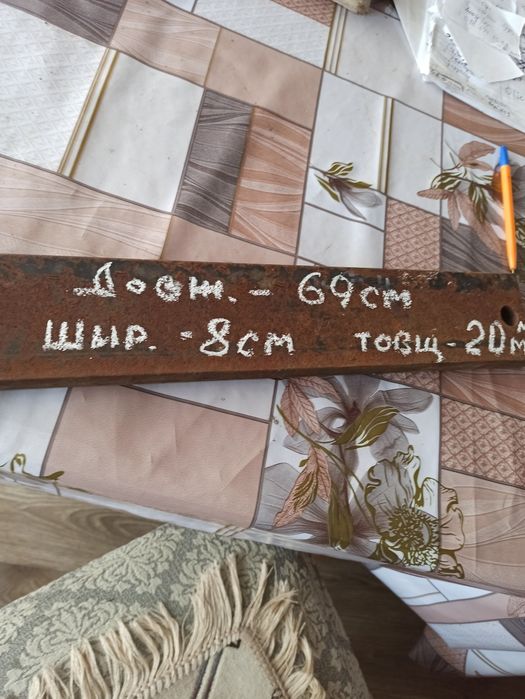 Довж. - 69см
Шир. - 8см товщ - 20м